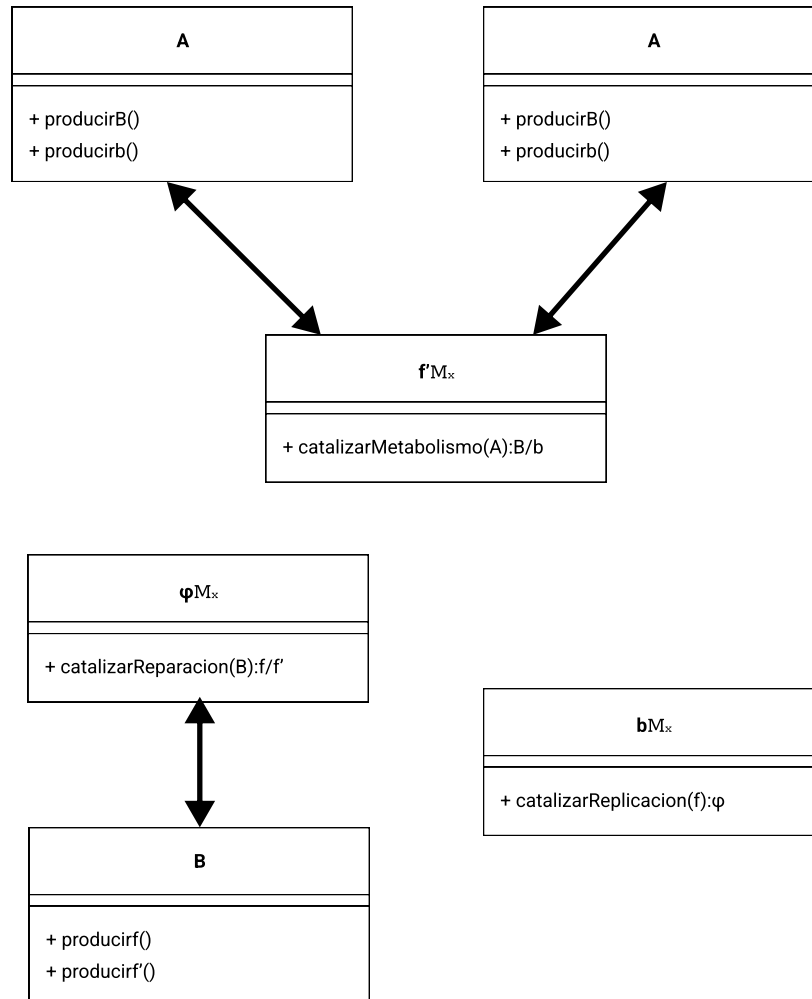 A
+ producirB()
+ producirb()
A
+ producirB()
+ producirb()
f’Mₓ
+ catalizarMetabolismo(A):B/b
φMₓ
+ catalizarReparacion(B):f/f’
bMₓ
+ catalizarReplicacion(f):φ
B
+ producirf()
+ producirf’()